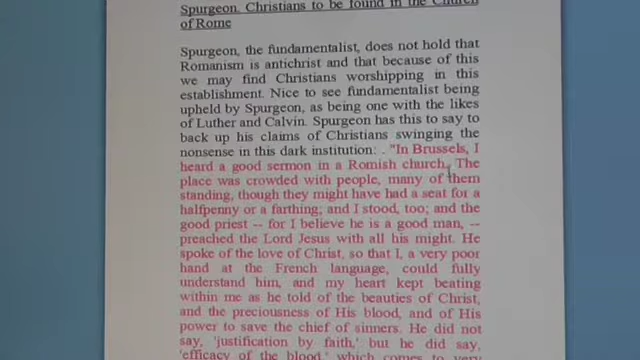 Spurgeon. Christians to be found in the Church
of Rome
Spurgeon, the fundamentalist, does not hold that
Romanism is antichrist and that because of this
we may find Christians worshipping in this
establishment. Nice to see fundamentalist being
upheld by Spurgeon, as being one with the likes
of Luther and Calvin. Spurgeon has this to say to
back up his claims of Christians swinging the
nonsense in this dark institution: . "In Brussels, I
heard a good sermon in a Romish church. The
place was crowded with people, many of them
standing, though they might have had a seat for a
halfpenny or a farthing; and I stood, too; and the
good priest -- for I believe he is a good man, --
preached the Lord Jesus with all his might. He
spoke of the love of Christ, so that I, a very poor
hand at the French language, could fully
understand him, and my heart kept beating
within me as he told of the beauties of Christ,
and the preciousness of His blood, and of His
power to save the chief of sinners. He did not
say, 'justification by faith,' but he did say,
'efficacy of the blood,' which comes to very